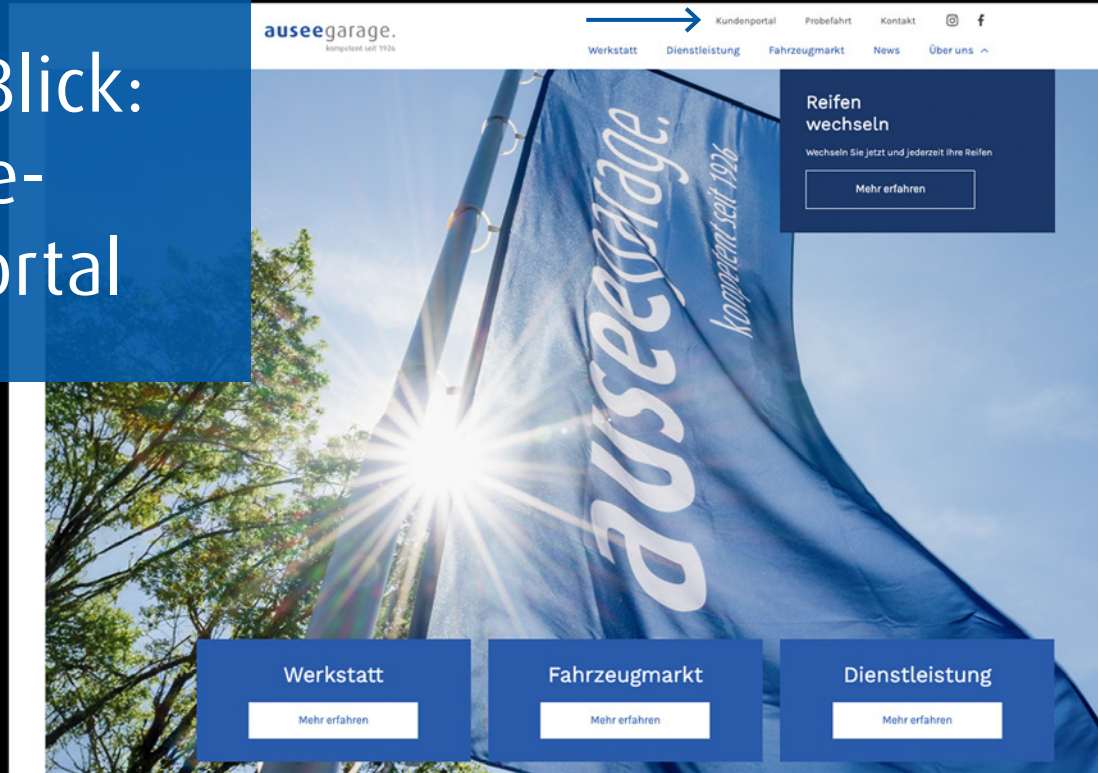 Blick:
e-
ortal
auseegarage.
kompetent seit 1926
Kundenportal Probefahrt Kontakt
Werkstatt Dienstleistung Fahrzeugmarkt News Über uns
Reifen
wechseln
Wechseln Sie jetzt und jederzeit Ihre Reifen
Mehr erfahren
auseegarage.
kompetent seit 1926
Werkstatt
Mehr erfahren
Fahrzeugmarkt
Mehr erfahren
Dienstleistung
Mehr erfahren